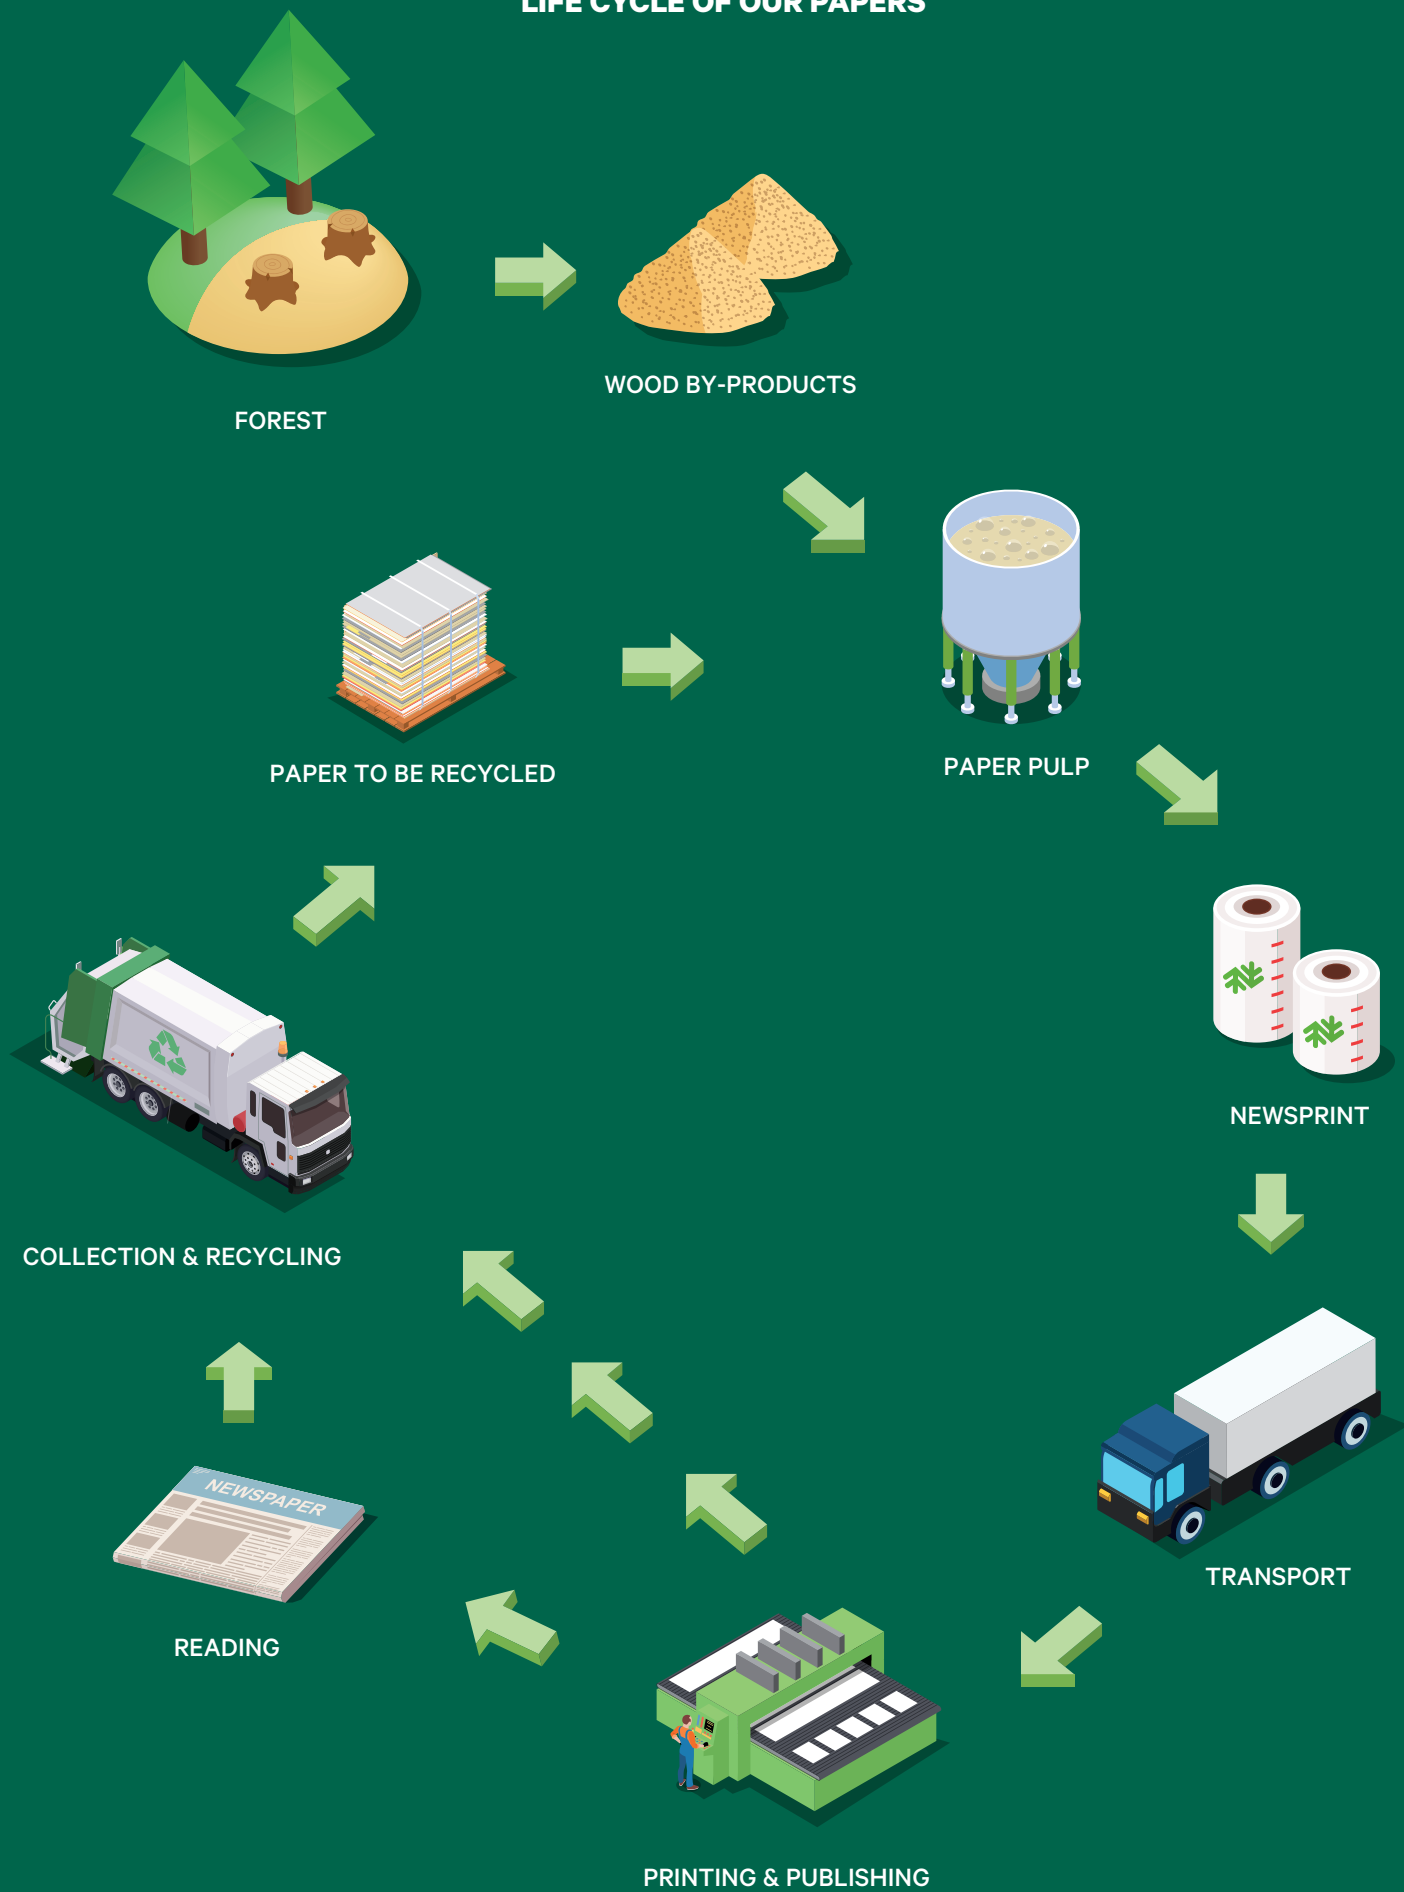 LIFE CYCLE OF OUR PAPERS
WOOD BY-PRODUCTS
FOREST
PAPER PULP
PAPER TO BE RECYCLED
NEWSPRINT
COLLECTION & RECYCLING
NEWSPAPER
TRANSPORT
READING
PRINTING & PUBLISHING